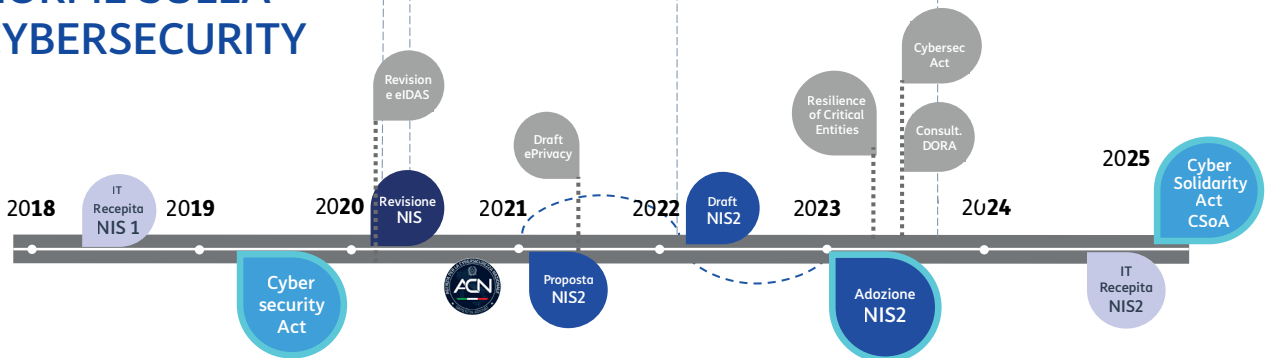 CYBERSECURITY
Revision
e eIDAS
Cybersec
Act
Resilience
of Critical
Entities
Consult.
DORA
Draft
ePrivacy
2018
IT
Recepita
NIS 1
2019
2020
Revisione
NIS
2021
2022
Draft
NIS2
2023
2024
2025
Cyber
Solidarity
Act
CSoA
Cyber
security
Act
ACN
Proposta
NIS2
Adozione
NIS2
IT
Recepita
NIS2